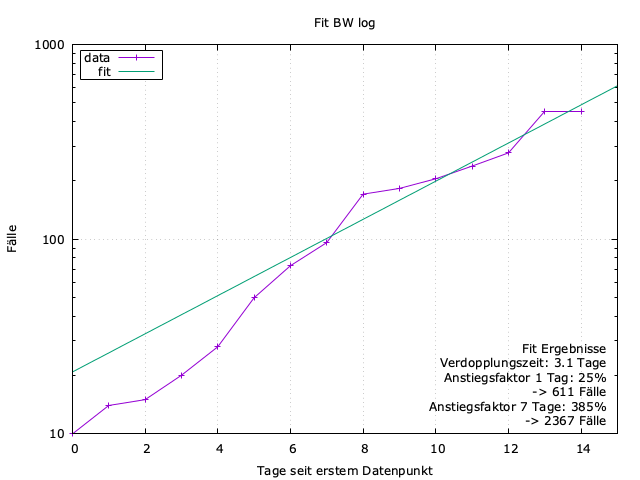 Fit BW log
1000
100
10
Fälle
data
fit
Fit Ergebnisse
Verdopplungszeit: 3.1 Tage
Anstiegsfaktor 1 Tag: 25%
-> 611 Fälle
Anstiegsfaktor 7 Tage: 385%
-> 2367 Fälle
0 2 4 6 8 10 12 14
Tage seit erstem Datenpunkt